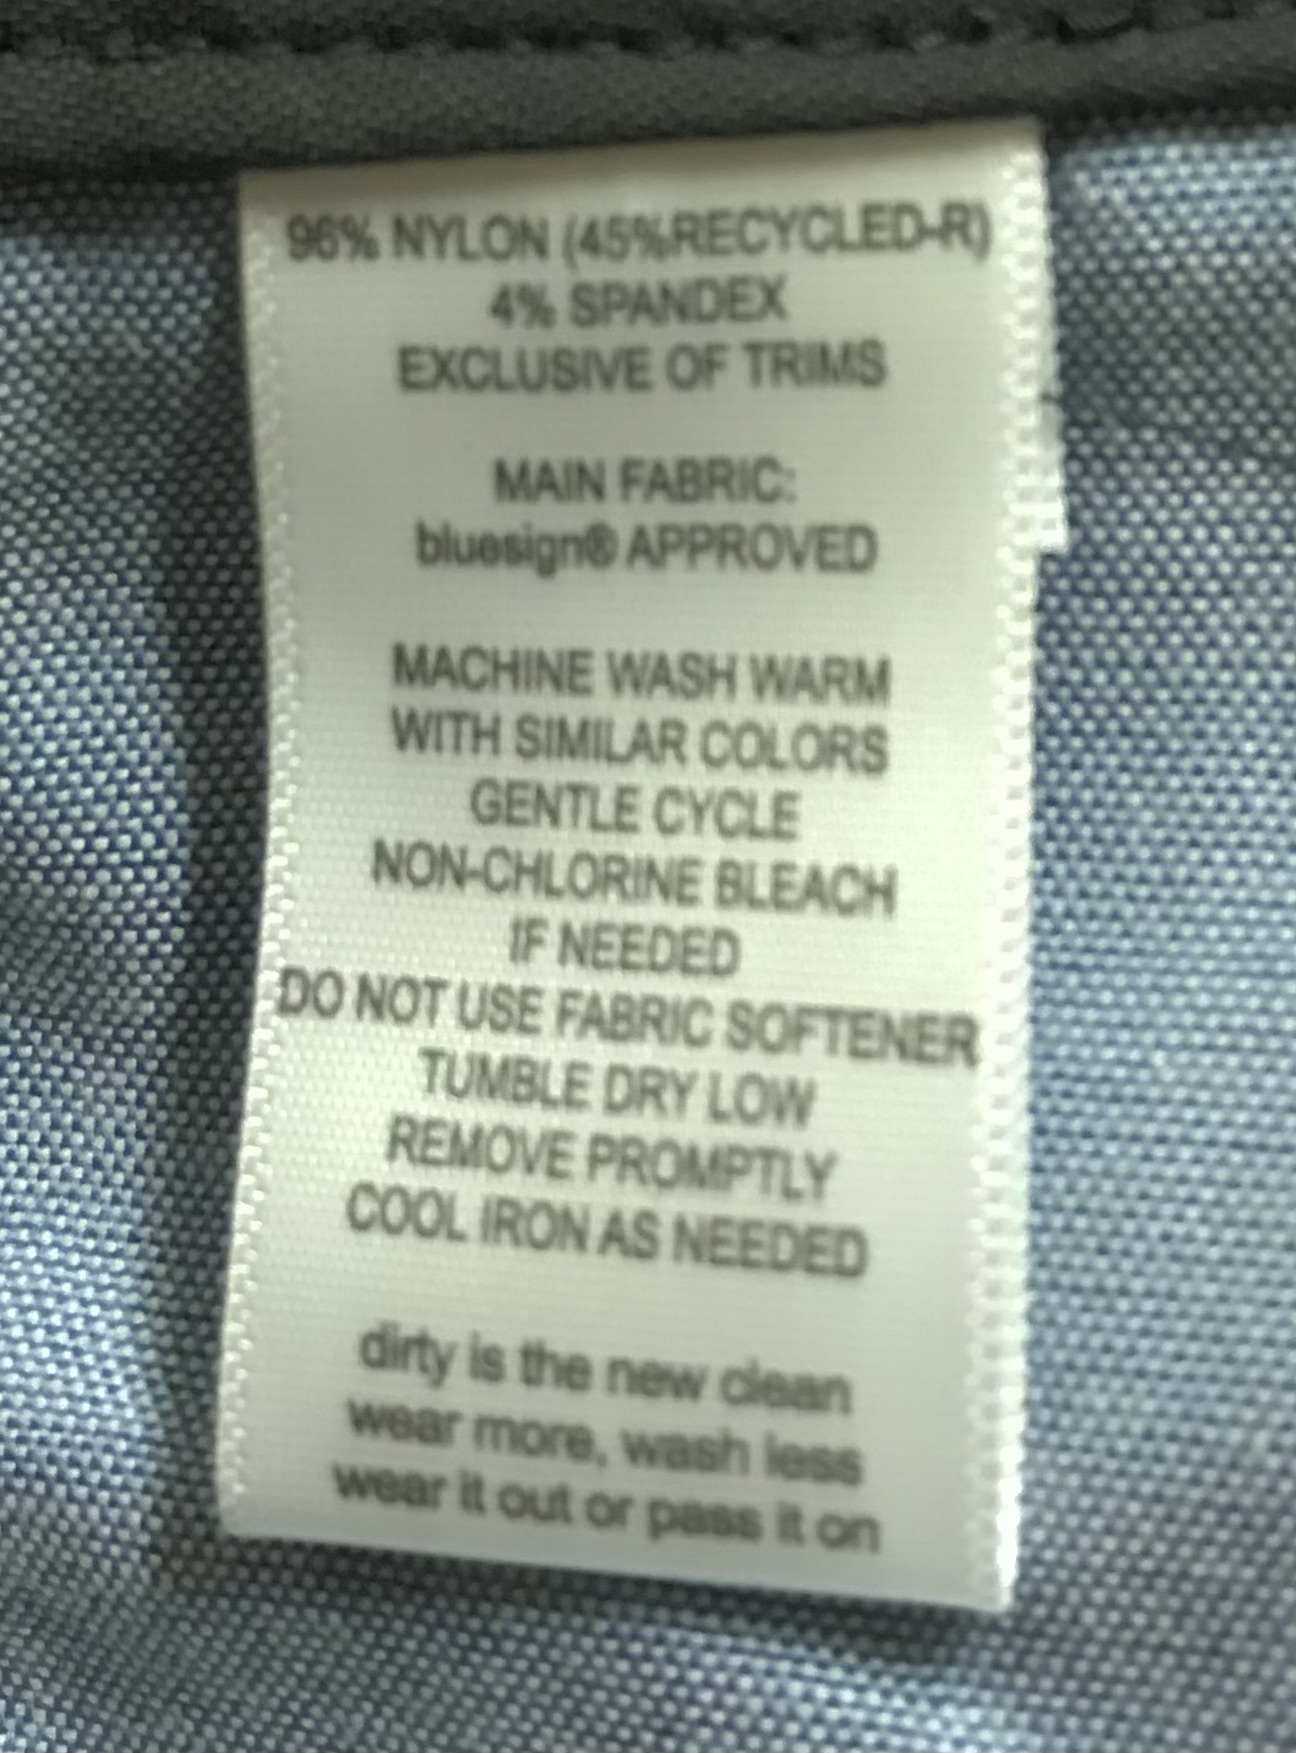 96% NYLON (45%RECYCLED-R)
4% SPANDEX
EXCLUSIVE OF TRIMS
MAIN FABRIC:
bluesign® APPROVED
MACHINE WASH WARM
WITH SIMILAR COLORS
GENTLE CYCLE
NON-CHLORINE BLEACH
IF NEEDED
DO NOT USE FABRIC SOFTENER
TUMBLE DRY LOW
REMOVE PROMPTLY
COOL IRON AS NEEDED
dirty is the new clean
wear more, wash less
wear it out or pass it on